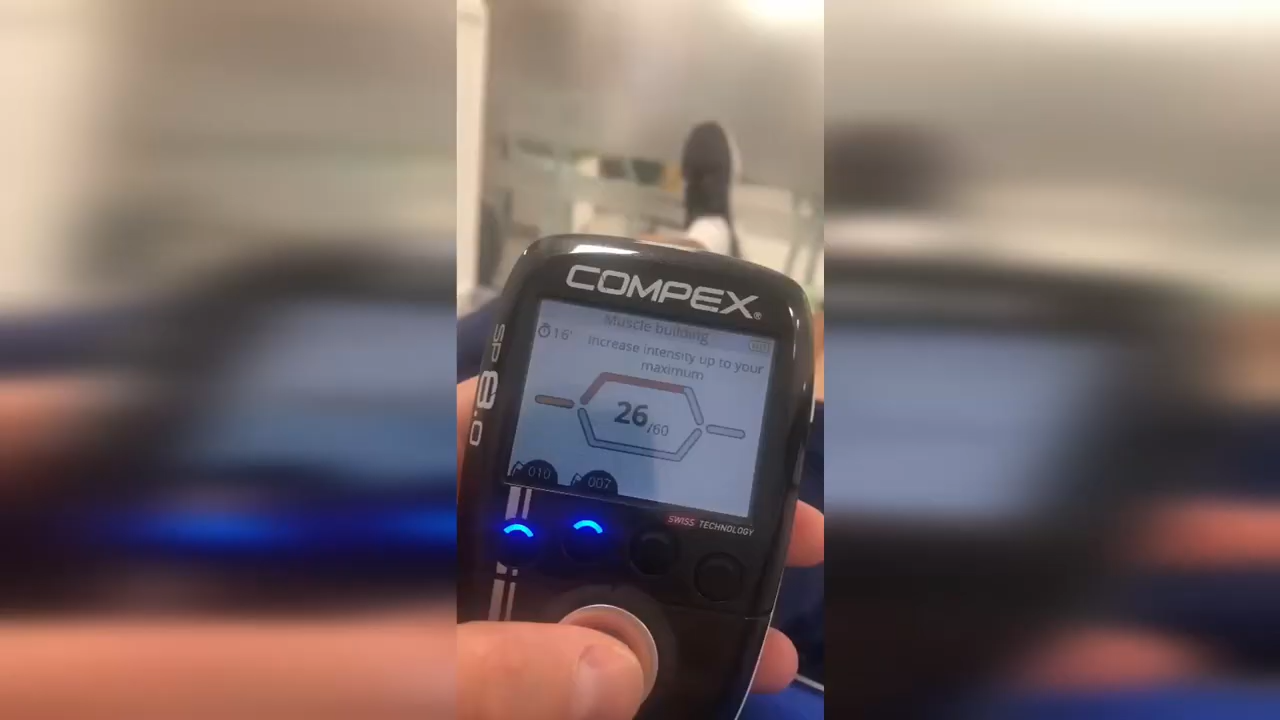 COMPEX®
SP 8.0
Muscle building
16'
Increase intensity up to your
maximum
26/60
010
007
SWISS TECHNOLOGY